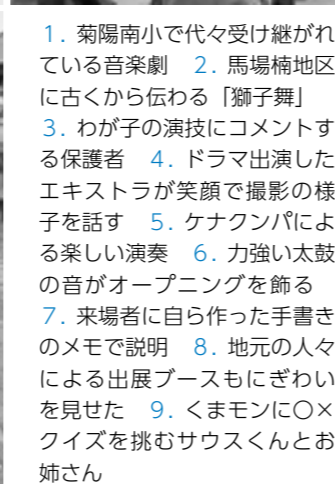 1. 菊陽南小で代々受け継がれ
ている音楽劇　2. 馬場楠地区
に古くから伝わる「獅子舞」
3. わが子の演技にコメントす
る保護者　4. ドラマ出演した
エキストラが笑顔で撮影の様
子を話す　5. ケナクンパによ
る楽しい演奏　6. 力強い太鼓
の音がオープニングを飾る
7. 来場者に自ら作った手書き
のメモで説明　8. 地元の人々
による出展ブースもにぎわい
を見せた　9. くまモンに○×
クイズを挑むサウスくんとお
姉さん